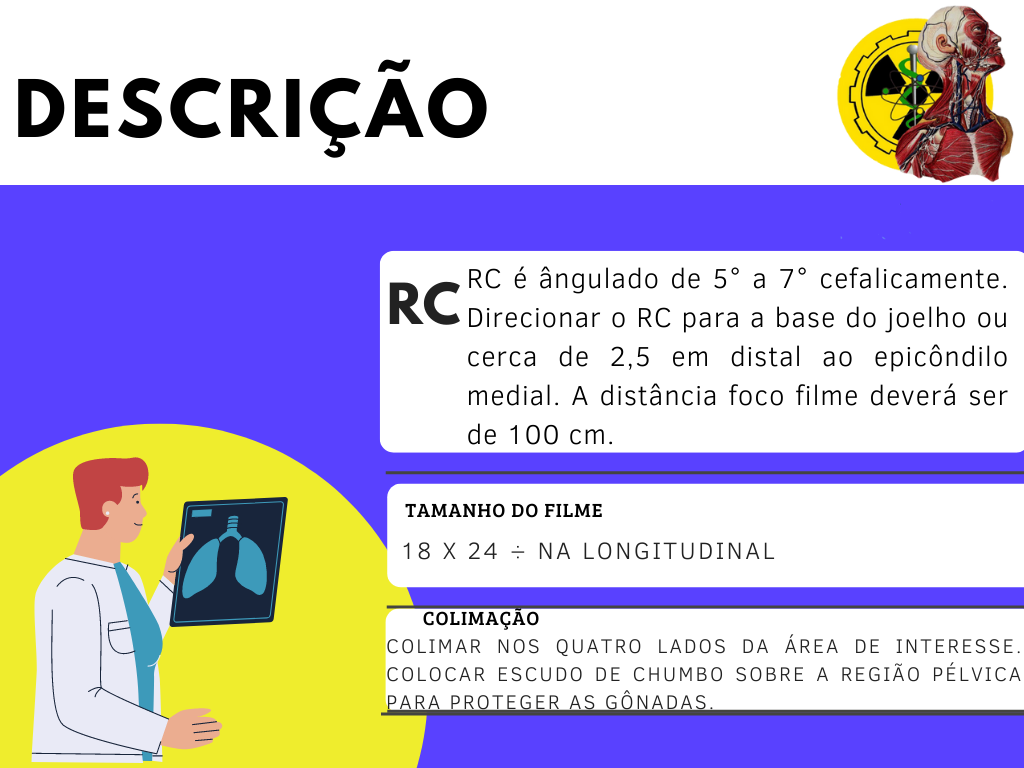 DESCRIÇÃO
RC
RC é ângulado de 5° a 7° cefalicamente.
Direcionar o RC para a base do joelho ou
cerca de 2,5 em distal ao epicôndilo
medial. A distância foco filme deverá ser
de 100 cm.
TAMANHO DO FILME
18 X 24 ÷ NA LONGITUDINAL
COLIMAÇÃO
COLIMAR NOS QUATRO LADOS DA ÁREA DE INTERESSE.
COLOCAR ESCUDO DE CHUMBO SOBRE A REGIÃO PÉLVICA
PARA PROTEGER AS GÔNADAS.